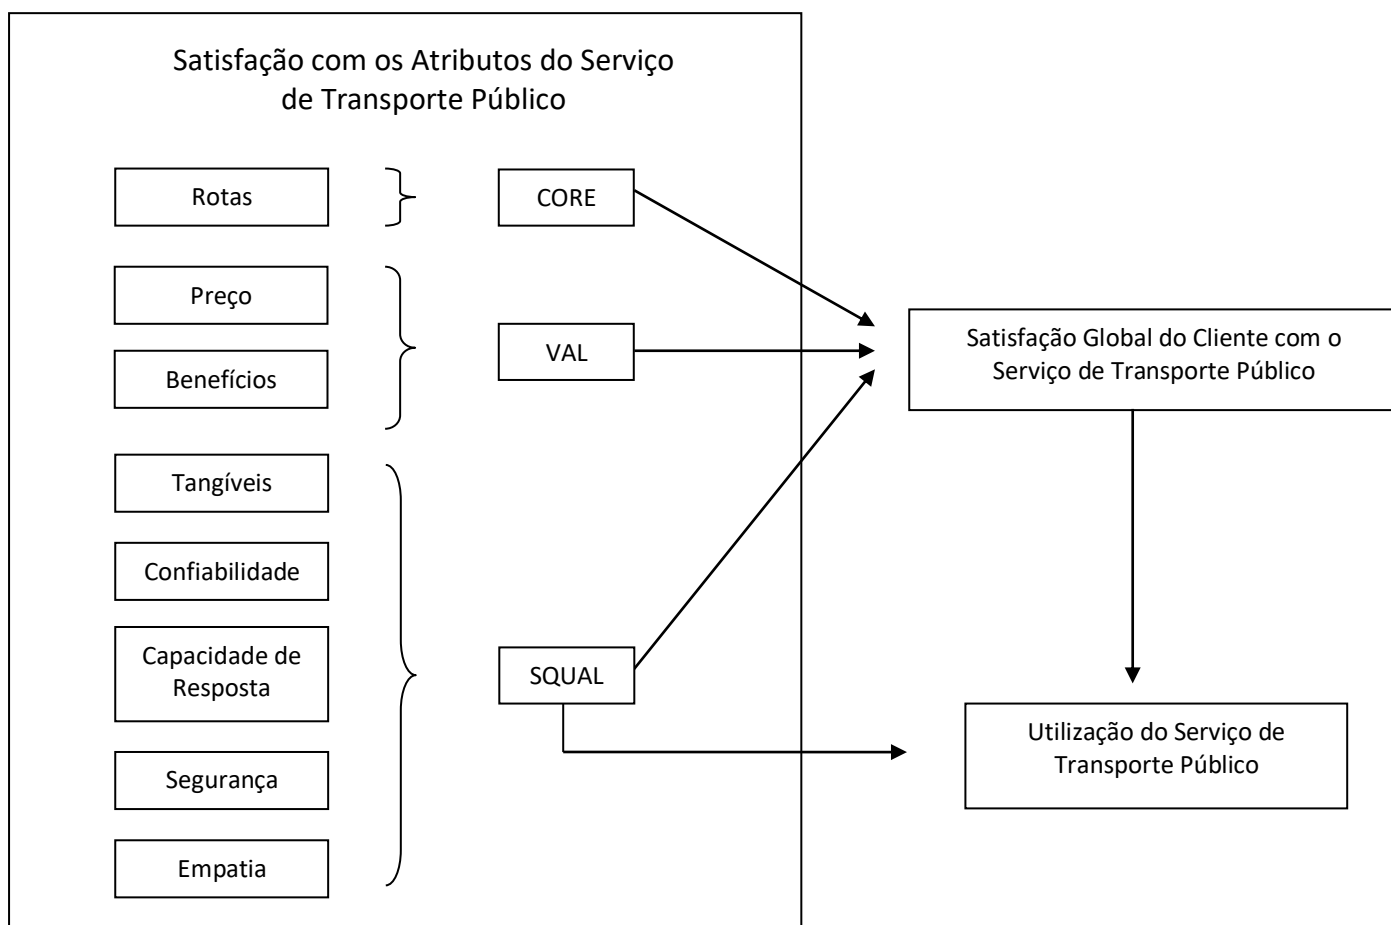 Satisfação com os Atributos do Serviço
de Transporte Público
Rotas
CORE
Preço
Benefícios
VAL
Satisfação Global do Cliente com o
Serviço de Transporte Público
Tangíveis
Confiabilidade
Capacidade de
Resposta
SQUAL
Segurança
Empatia
Utilização do Serviço de
Transporte Público